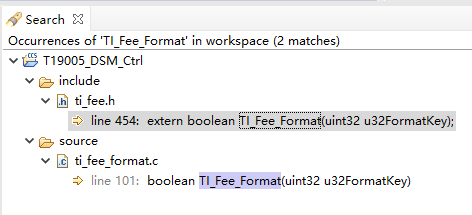 Search
Occurrences of 'TI_Fee_Format' in workspace (2 matches)
CCS
T19005_DSM_Ctrl
include
.h ti_fee.h
line 454: extern boolean TI_Fee_Format(uint32 u32FormatKey);
source
.c ti_fee_format.c
line 101: boolean TI_Fee_Format(uint32 u32FormatKey)